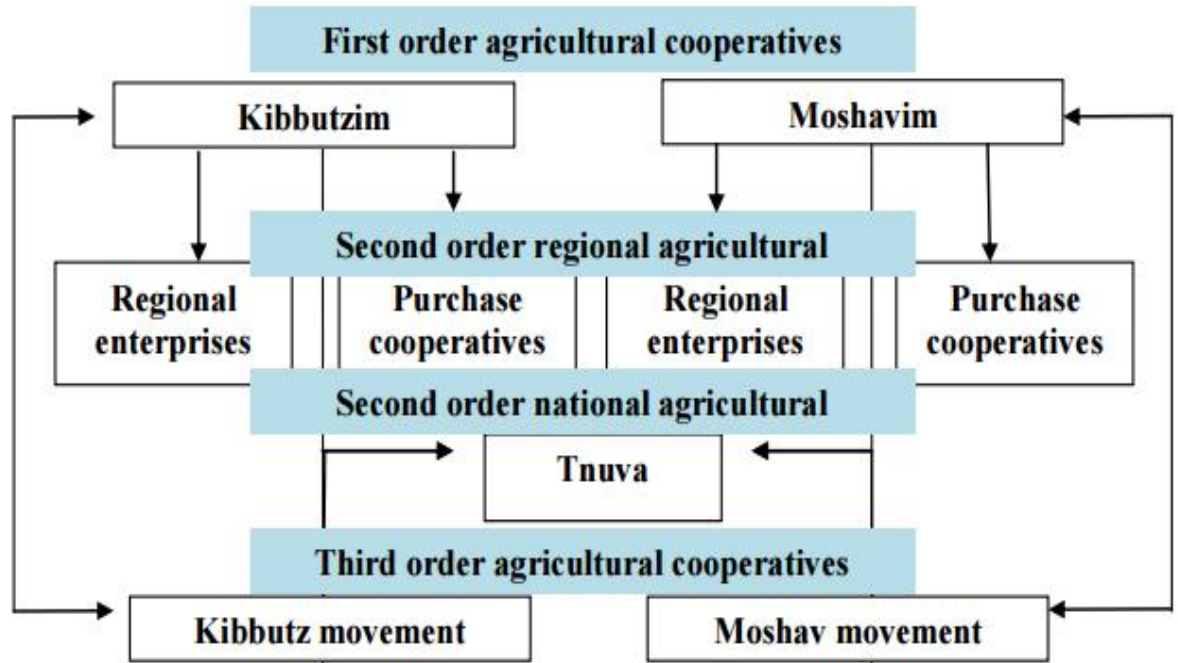 First order agricultural cooperatives
Kibbutzim
Moshavim
Second order regional agricultural
Regional
enterprises
Purchase
cooperatives
Regional
enterprises
Purchase
cooperatives
Second order national agricultural
Tnuva
Third order agricultural cooperatives
Kibbutz movement
Moshav movement